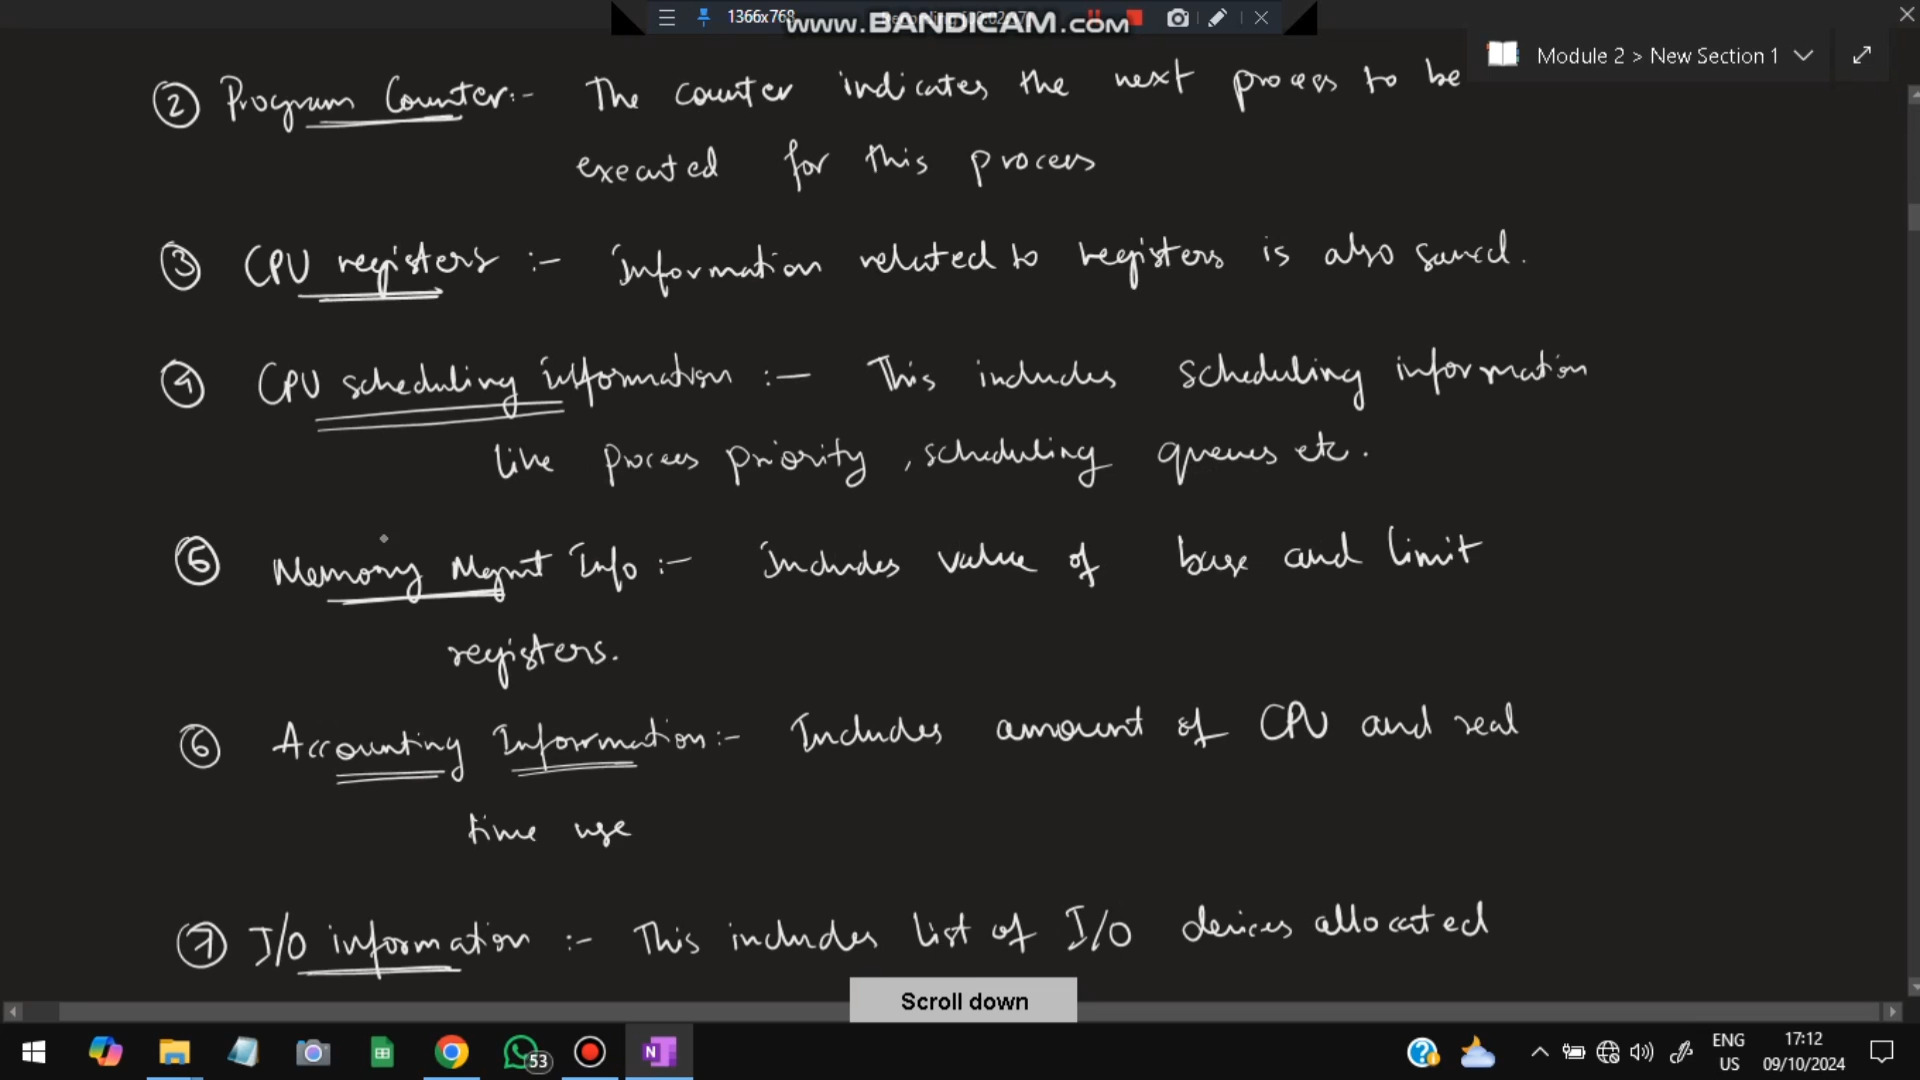 1366x768
www.BANDICAM.com
Module 2 > New Section 1
② Program Counter:- The counter indicates the next process to be
executed for this process
③ CPU registers :- Information related to registers is also saved.
④ CPU scheduling information :- This includes scheduling information
like process priority, scheduling queues etc.
⑤ Memory Mgmt Info :- Includes value of base and limit
registers.
⑥ Accounting Information:- Includes amount of CPU and real
time use
⑦ I/O information :- This includes list of I/O devices allocated
Scroll down
53
N
ENG
US
17:12
09/10/2024